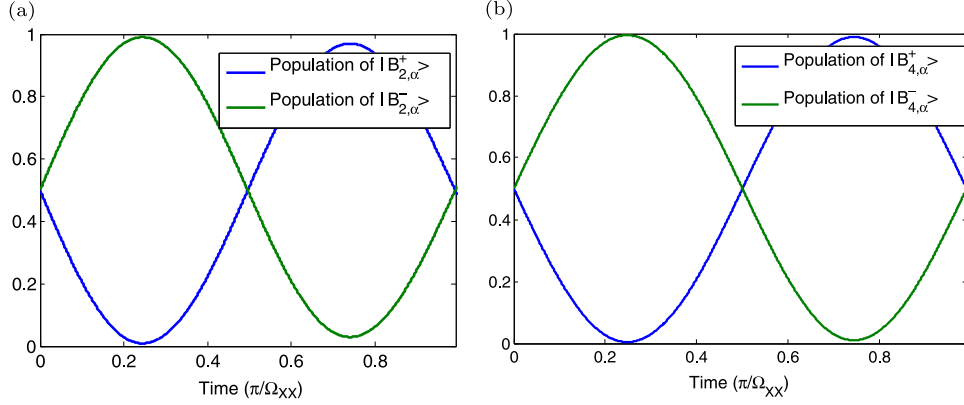 (a)
1
0.8
0.6
0.4
0.2
0
0 0.2 0.4 0.6 0.8
Population of |B⁺₂,α>
Population of |B⁻₂,α>
Time (π/Ω_XX)
(b)
1
0.8
0.6
0.4
0.2
0
0 0.2 0.4 0.6 0.8
Population of |B⁺₄,α>
Population of |B⁻₄,α>
Time (π/Ω_XX)